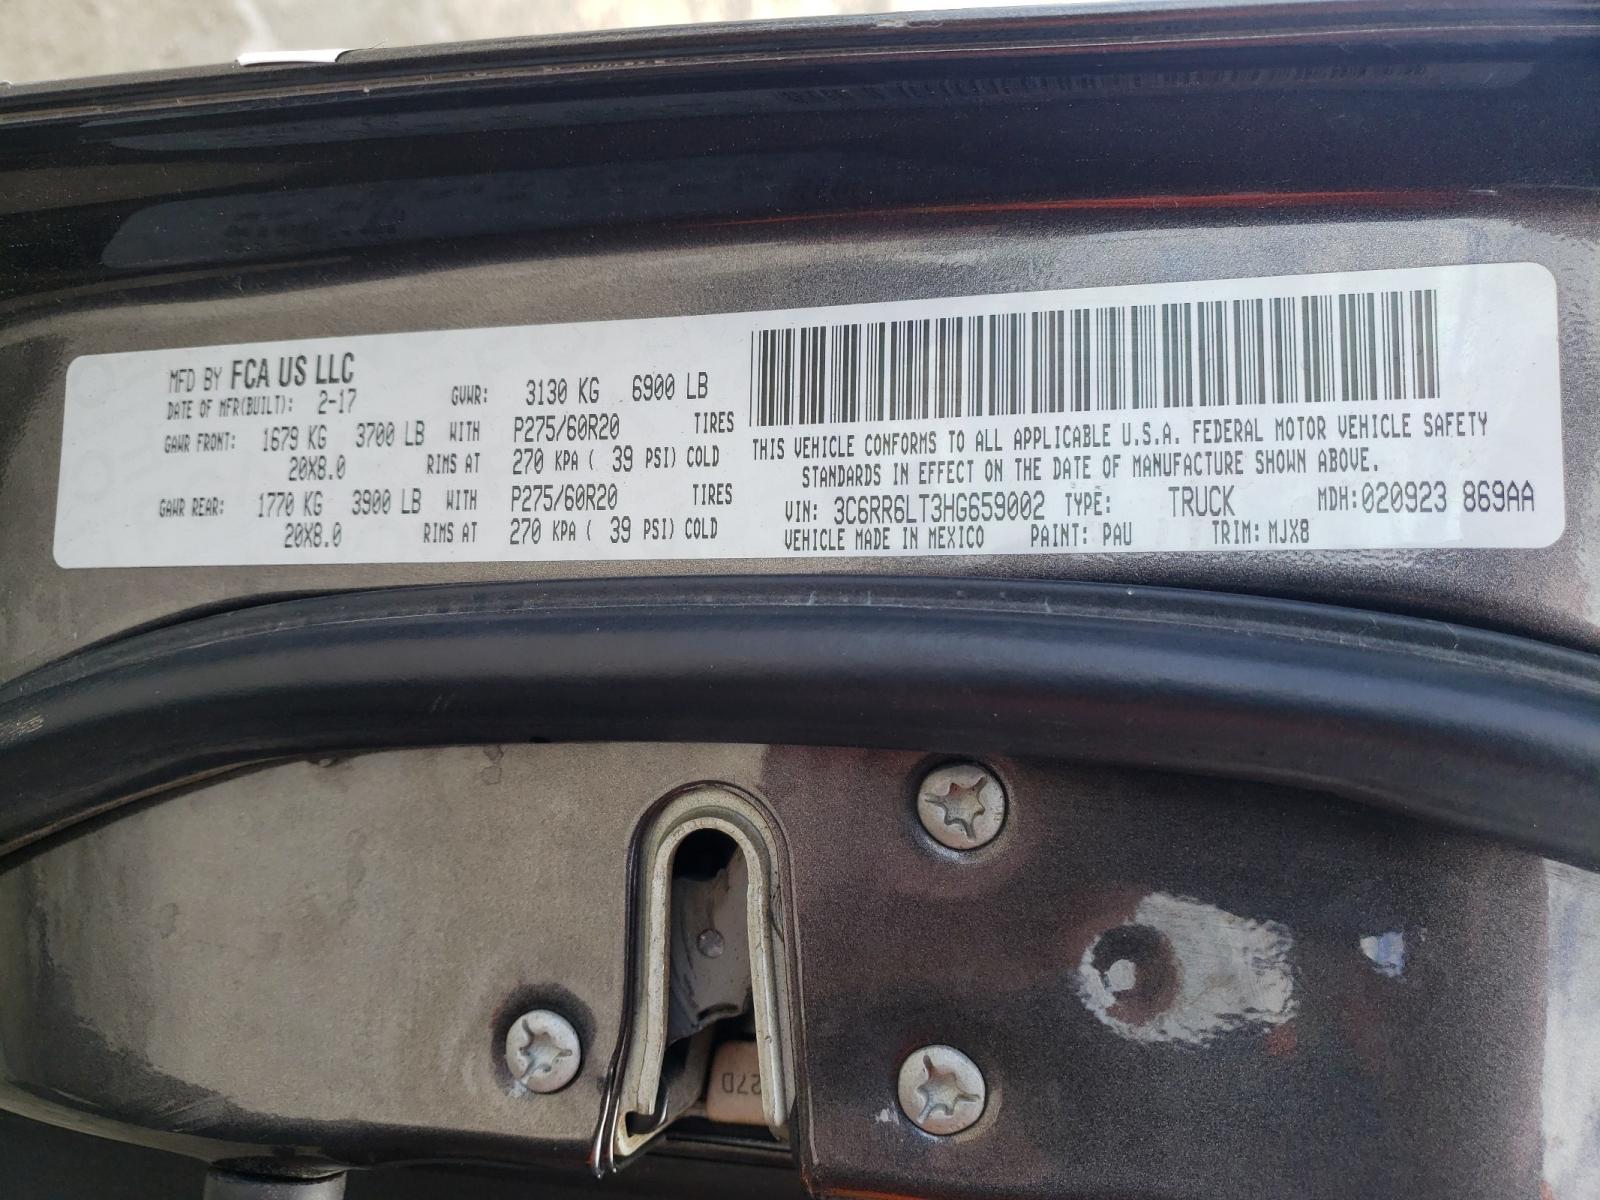 MFD BY FCA US LLC
DATE OF MFR(BUILT): 2-17 GVWR: 3130 KG 6900 LB
GAWR FRONT: 1679 KG 3700 LB WITH P275/60R20 TIRES
20X8.0 RIMS AT 270 KPA ( 39 PSI) COLD
GAWR REAR: 1770 KG 3900 LB WITH P275/60R20 TIRES
20X8.0 RIMS AT 270 KPA ( 39 PSI) COLD
THIS VEHICLE CONFORMS TO ALL APPLICABLE U.S.A. FEDERAL MOTOR VEHICLE SAFETY
STANDARDS IN EFFECT ON THE DATE OF MANUFACTURE SHOWN ABOVE.
VIN: 3C6RR6LT3HG659002 TYPE: TRUCK MDH:020923 869AA
VEHICLE MADE IN MEXICO PAINT: PAU TRIM: MJX8
27D